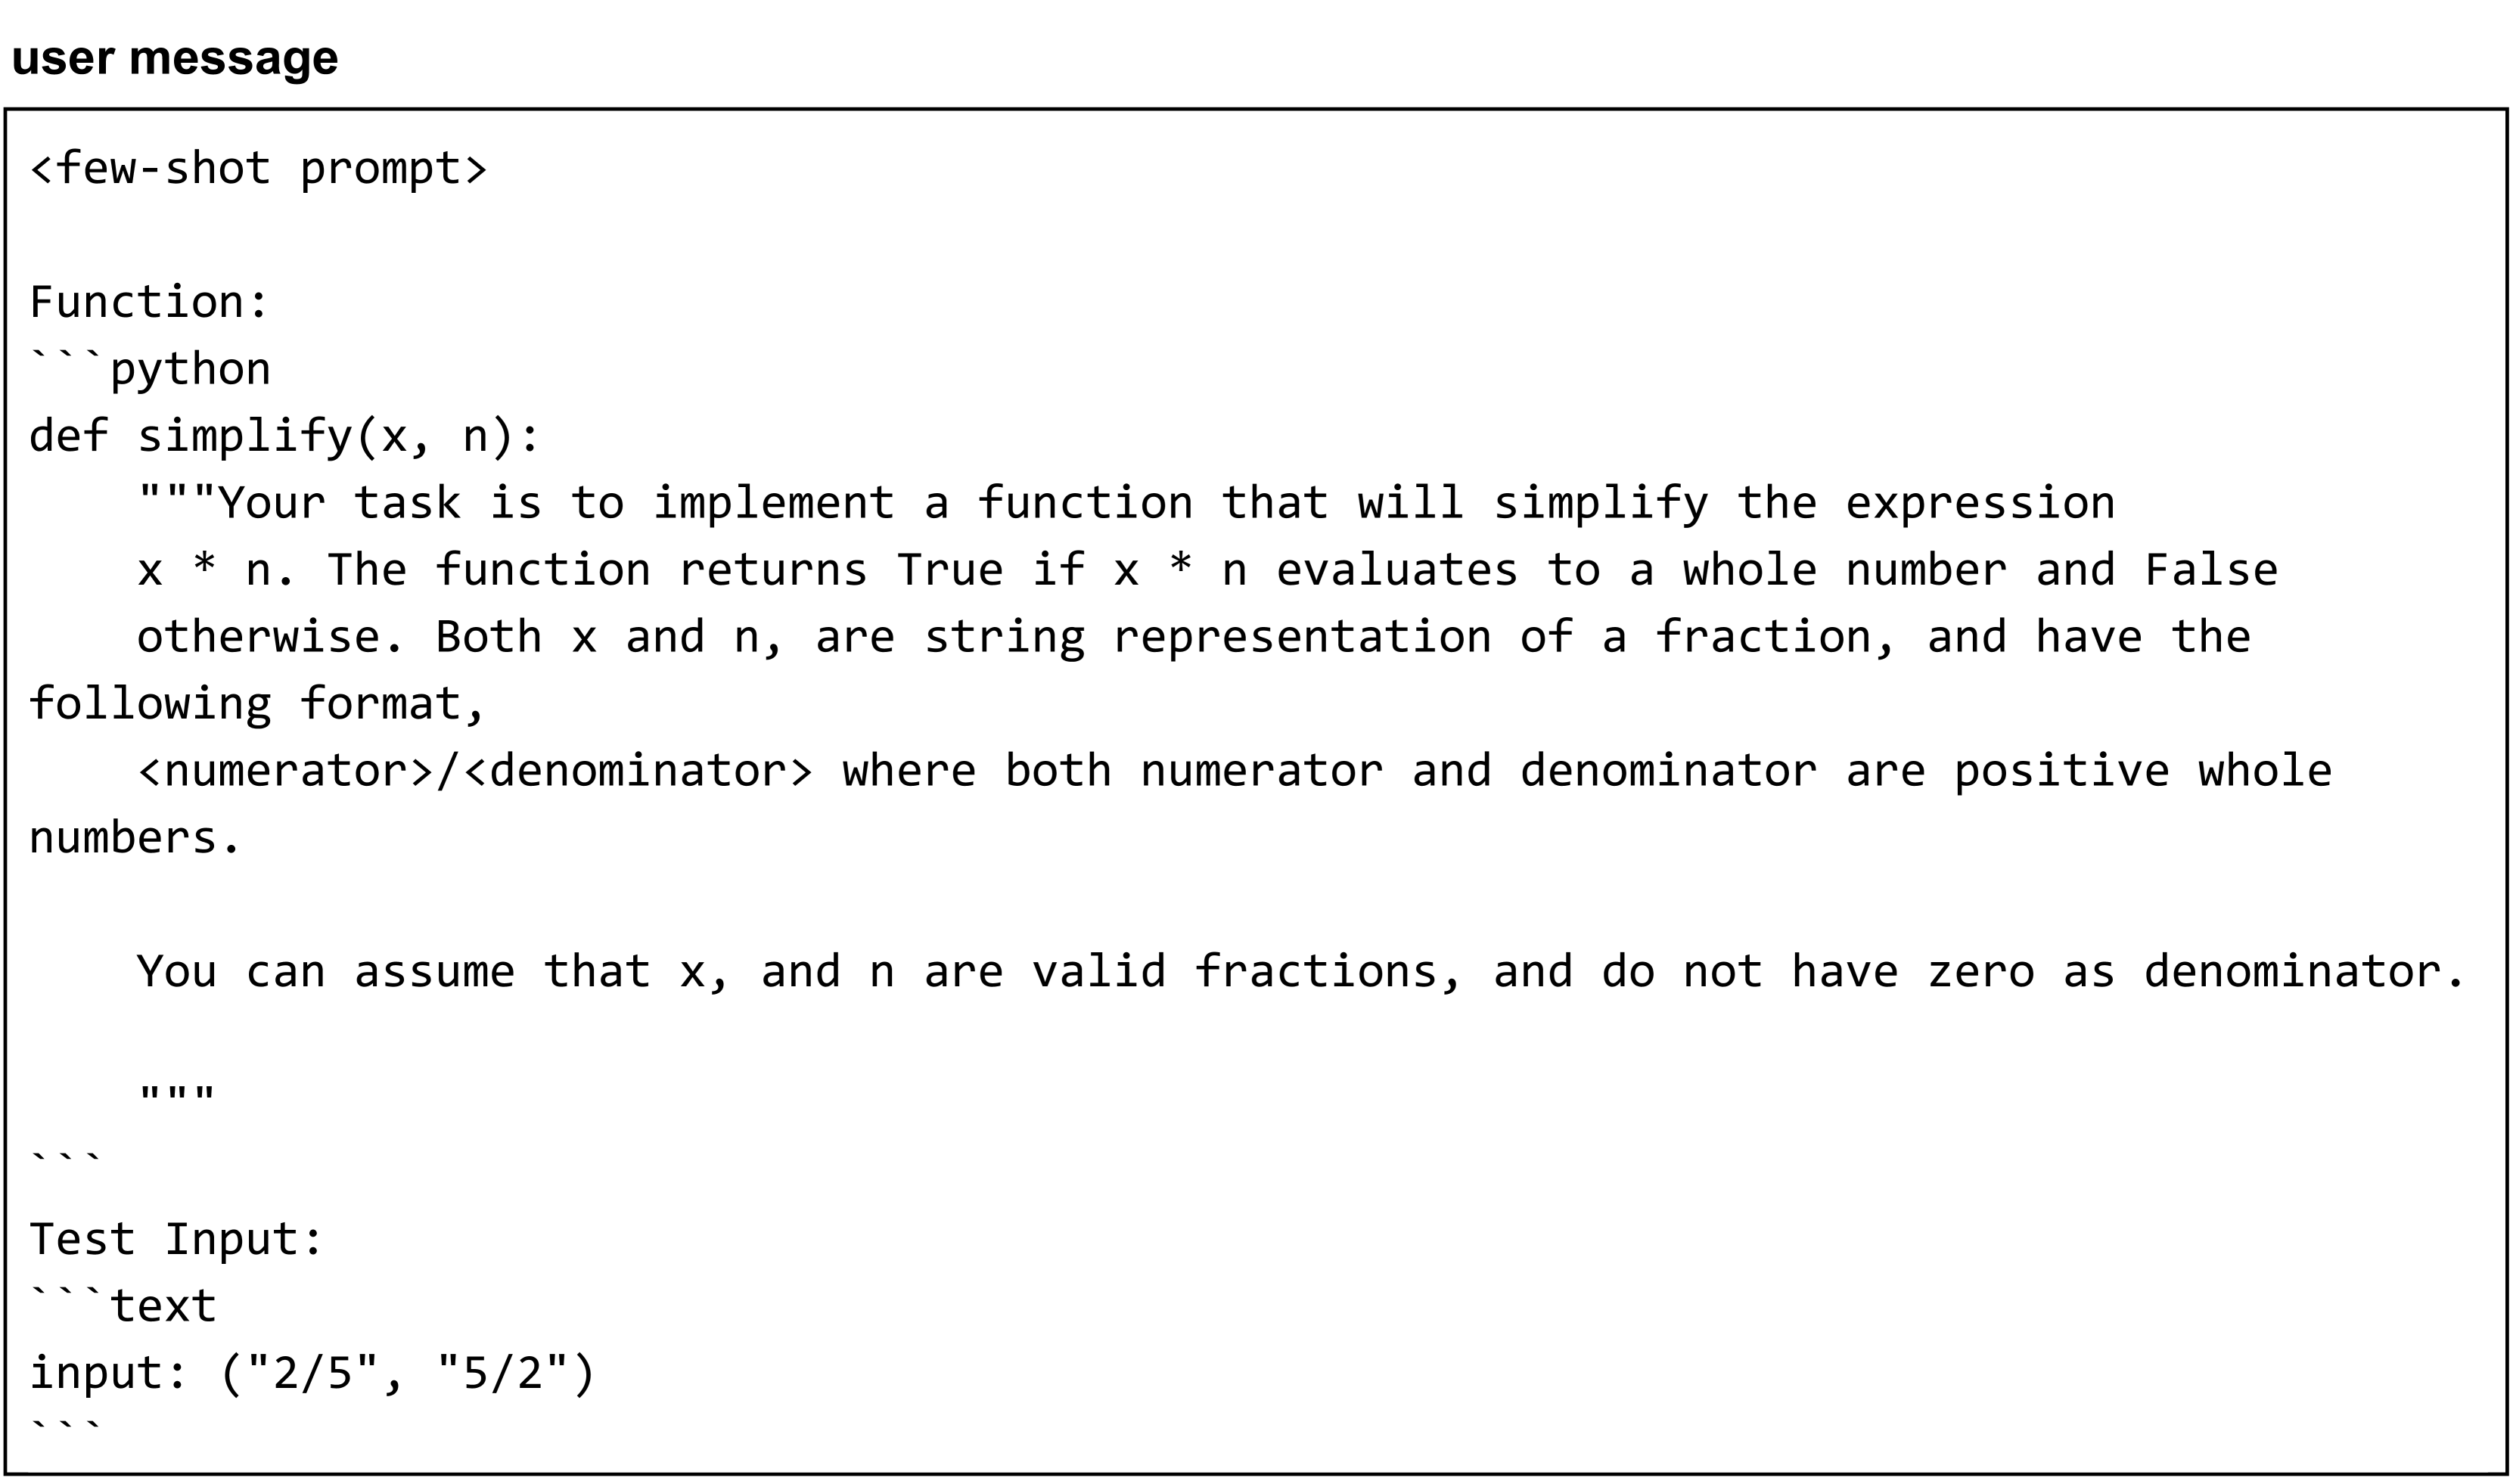 user message
<few-shot prompt>
Function:
```python
def simplify(x, n):
    """Your task is to implement a function that will simplify the expression
    x * n. The function returns True if x * n evaluates to a whole number and False
    otherwise. Both x and n, are string representation of a fraction, and have the
following format,
    <numerator>/<denominator> where both numerator and denominator are positive whole
numbers.
    You can assume that x, and n are valid fractions, and do not have zero as denominator.
    """
```
Test Input:
```text
input: ("2/5", "5/2")
```